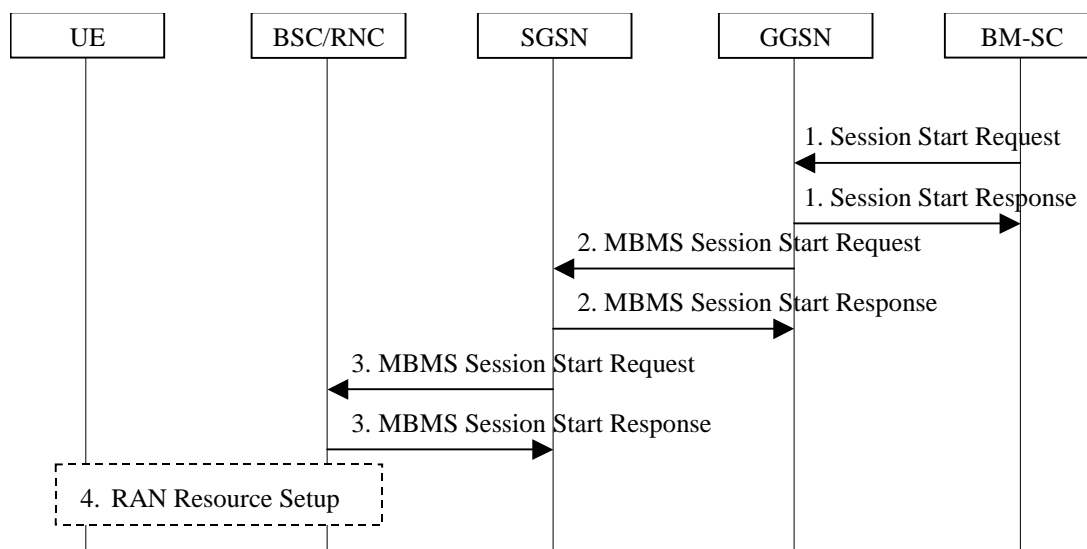 UE
BSC/RNC
SGSN
GGSN
BM-SC
1. Session Start Request
1. Session Start Response
2. MBMS Session Start Request
2. MBMS Session Start Response
3. MBMS Session Start Request
3. MBMS Session Start Response
4. RAN Resource Setup